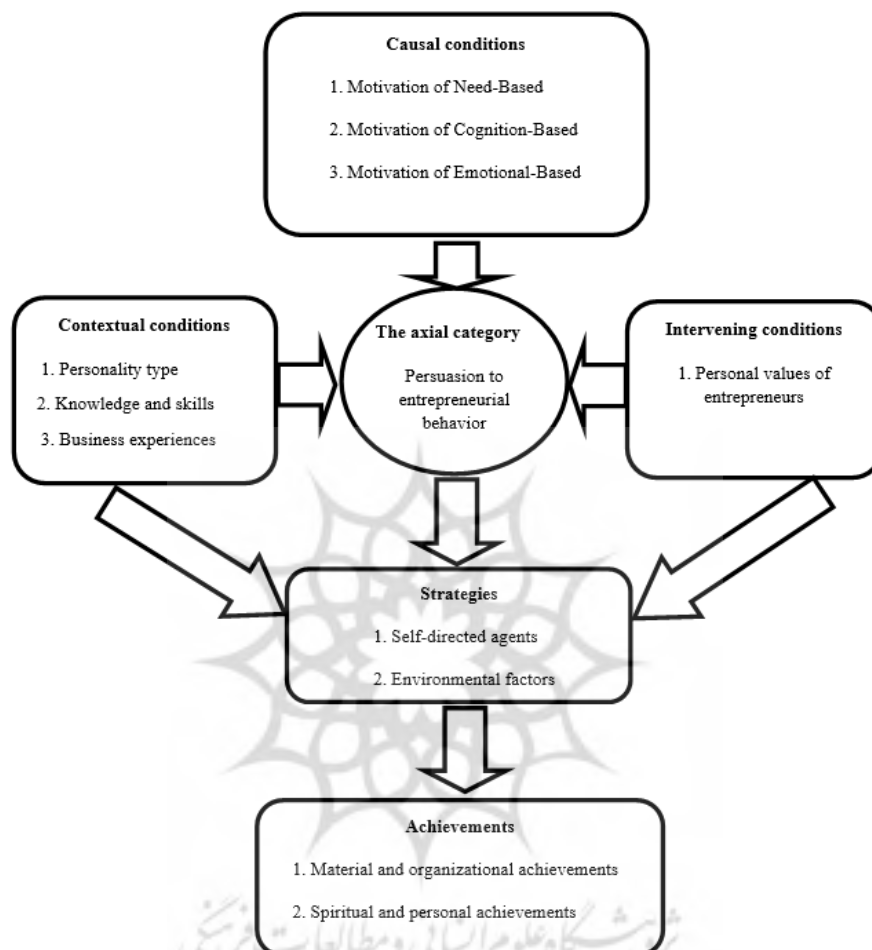 Causal conditions
1. Motivation of Need-Based
2. Motivation of Cognition-Based
3. Motivation of Emotional-Based
Contextual conditions
1. Personality type
2. Knowledge and skills
3. Business experiences
The axial category
Persuasion to
entrepreneurial
behavior
Intervening conditions
1. Personal values of
entrepreneurs
Strategies
1. Self-directed agents
2. Environmental factors
Achievements
1. Material and organizational achievements
2. Spiritual and personal achievements